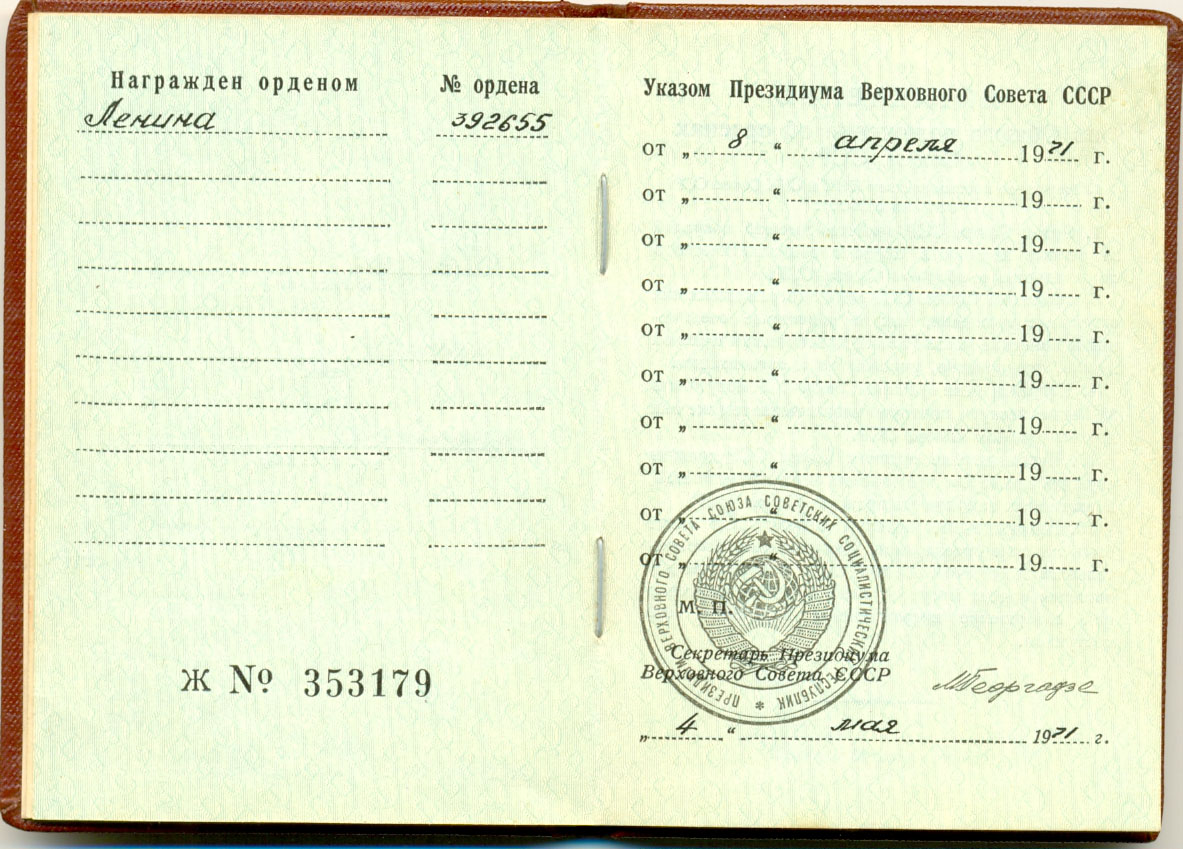 Награжден орденом
№ ордена
Ленина
392655
Ж № 353179
Указом Президиума Верховного Совета СССР
от „ 8 “ апреля 1971 г.
от „ “ 19 г.
от „ “ 19 г.
от „ “ 19 г.
от „ “ 19 г.
от „ “ 19 г.
от „ “ 19 г.
от „ “ 19 г.
от „ “ 19 г.
от „ “ 19 г.
ПРЕЗИДИУМ ВЕРХОВНОГО СОВЕТА СОЮЗА СОВЕТСКИХ СОЦИАЛИСТИЧЕСКИХ РЕСПУБЛИК *
М. П.
Секретарь Президиума
Верховного Совета СССР
МГеоргадзе
„ 4 “ мая 1971 г.